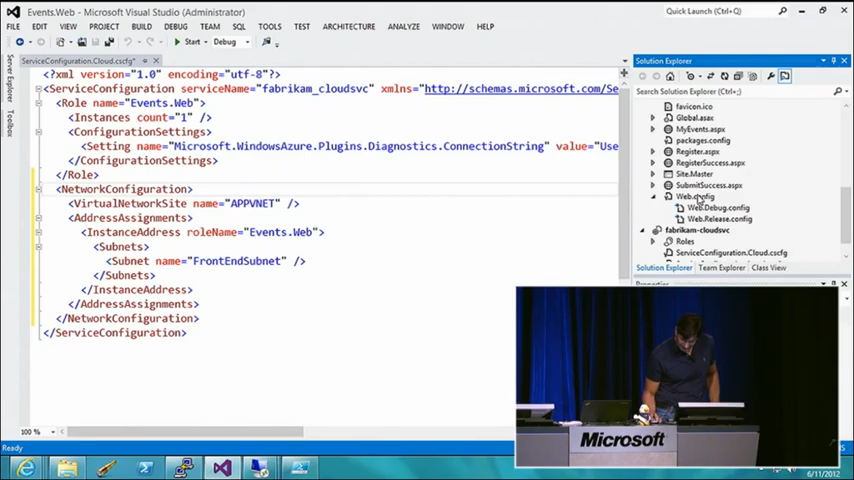 Events.Web - Microsoft Visual Studio (Administrator)
Quick Launch (Ctrl+Q)
FILE EDIT VIEW PROJECT BUILD DEBUG TEAM SQL TOOLS TEST ARCHITECTURE ANALYZE WINDOW HELP
Start Debug
ServiceConfiguration.Cloud.cscfg*
Server Explorer
Toolbox
<?xml version="1.0" encoding="utf-8"?>
<ServiceConfiguration serviceName="fabrikam_cloudsvc" xmlns="http://schemas.microsoft.com/Se
<Role name="Events.Web">
<Instances count="1" />
<ConfigurationSettings>
<Setting name="Microsoft.WindowsAzure.Plugins.Diagnostics.ConnectionString" value="Use
</ConfigurationSettings>
</Role>
<NetworkConfiguration>
<VirtualNetworkSite name="APPVNET" />
<AddressAssignments>
<InstanceAddress roleName="Events.Web">
<Subnets>
<Subnet name="FrontEndSubnet" />
</Subnets>
</InstanceAddress>
</AddressAssignments>
</NetworkConfiguration>
</ServiceConfiguration>
100 %
Solution Explorer
Search Solution Explorer (Ctrl+;)
favicon.ico
Global.asax
MyEvents.aspx
packages.config
Register.aspx
RegisterSuccess.aspx
Site.Master
SubmitSuccess.aspx
Web.config
Web.Debug.config
Web.Release.config
fabrikam-cloudsvc
Roles
ServiceConfiguration.Cloud.cscfg
Solution Explorer Team Explorer Class View
Properties
Microsoft
Ready
6/11/2012